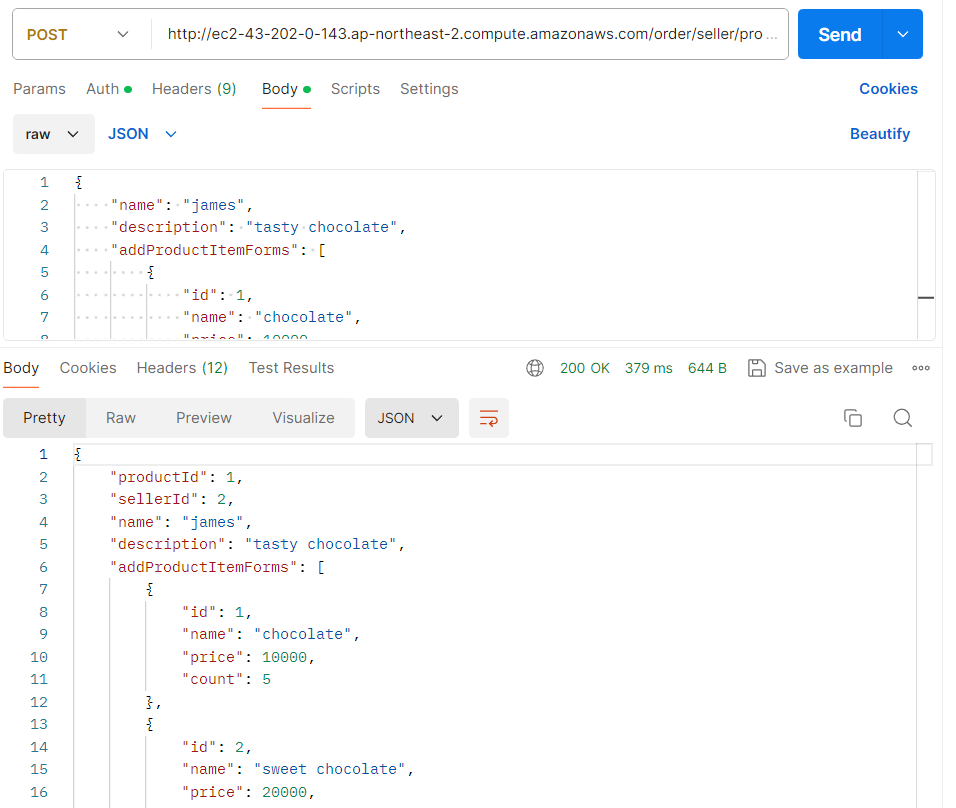 POST http://ec2-43-202-0-143.ap-northeast-2.compute.amazonaws.com/order/seller/pro ... Send
Params Auth Headers (9) Body Scripts Settings Cookies
raw JSON Beautify
1 {
2 "name": "james",
3 "description": "tasty chocolate",
4 "addProductItemForms": [
5 {
6 "id": 1,
7 "name": "chocolate",
8 "price": 10000
Body Cookies Headers (12) Test Results 200 OK 379 ms 644 B Save as example
Pretty Raw Preview Visualize JSON
1 {
2 "productId": 1,
3 "sellerId": 2,
4 "name": "james",
5 "description": "tasty chocolate",
6 "addProductItemForms": [
7 {
8 "id": 1,
9 "name": "chocolate",
10 "price": 10000,
11 "count": 5
12 },
13 {
14 "id": 2,
15 "name": "sweet chocolate",
16 "price": 20000,